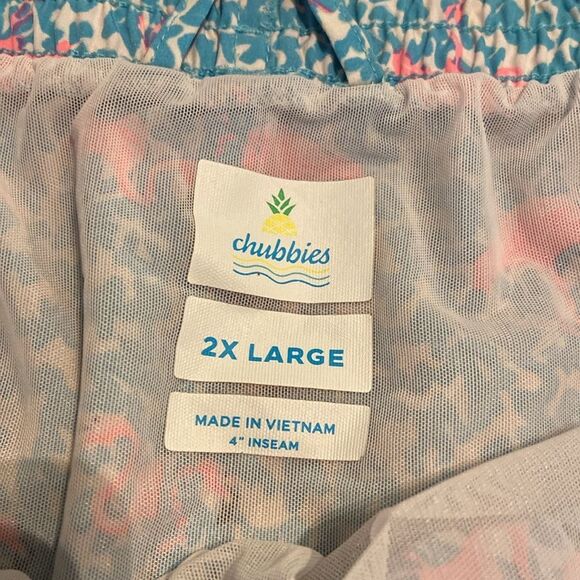 chubbies
2X LARGE
MADE IN VIETNAM
4" INSEAM